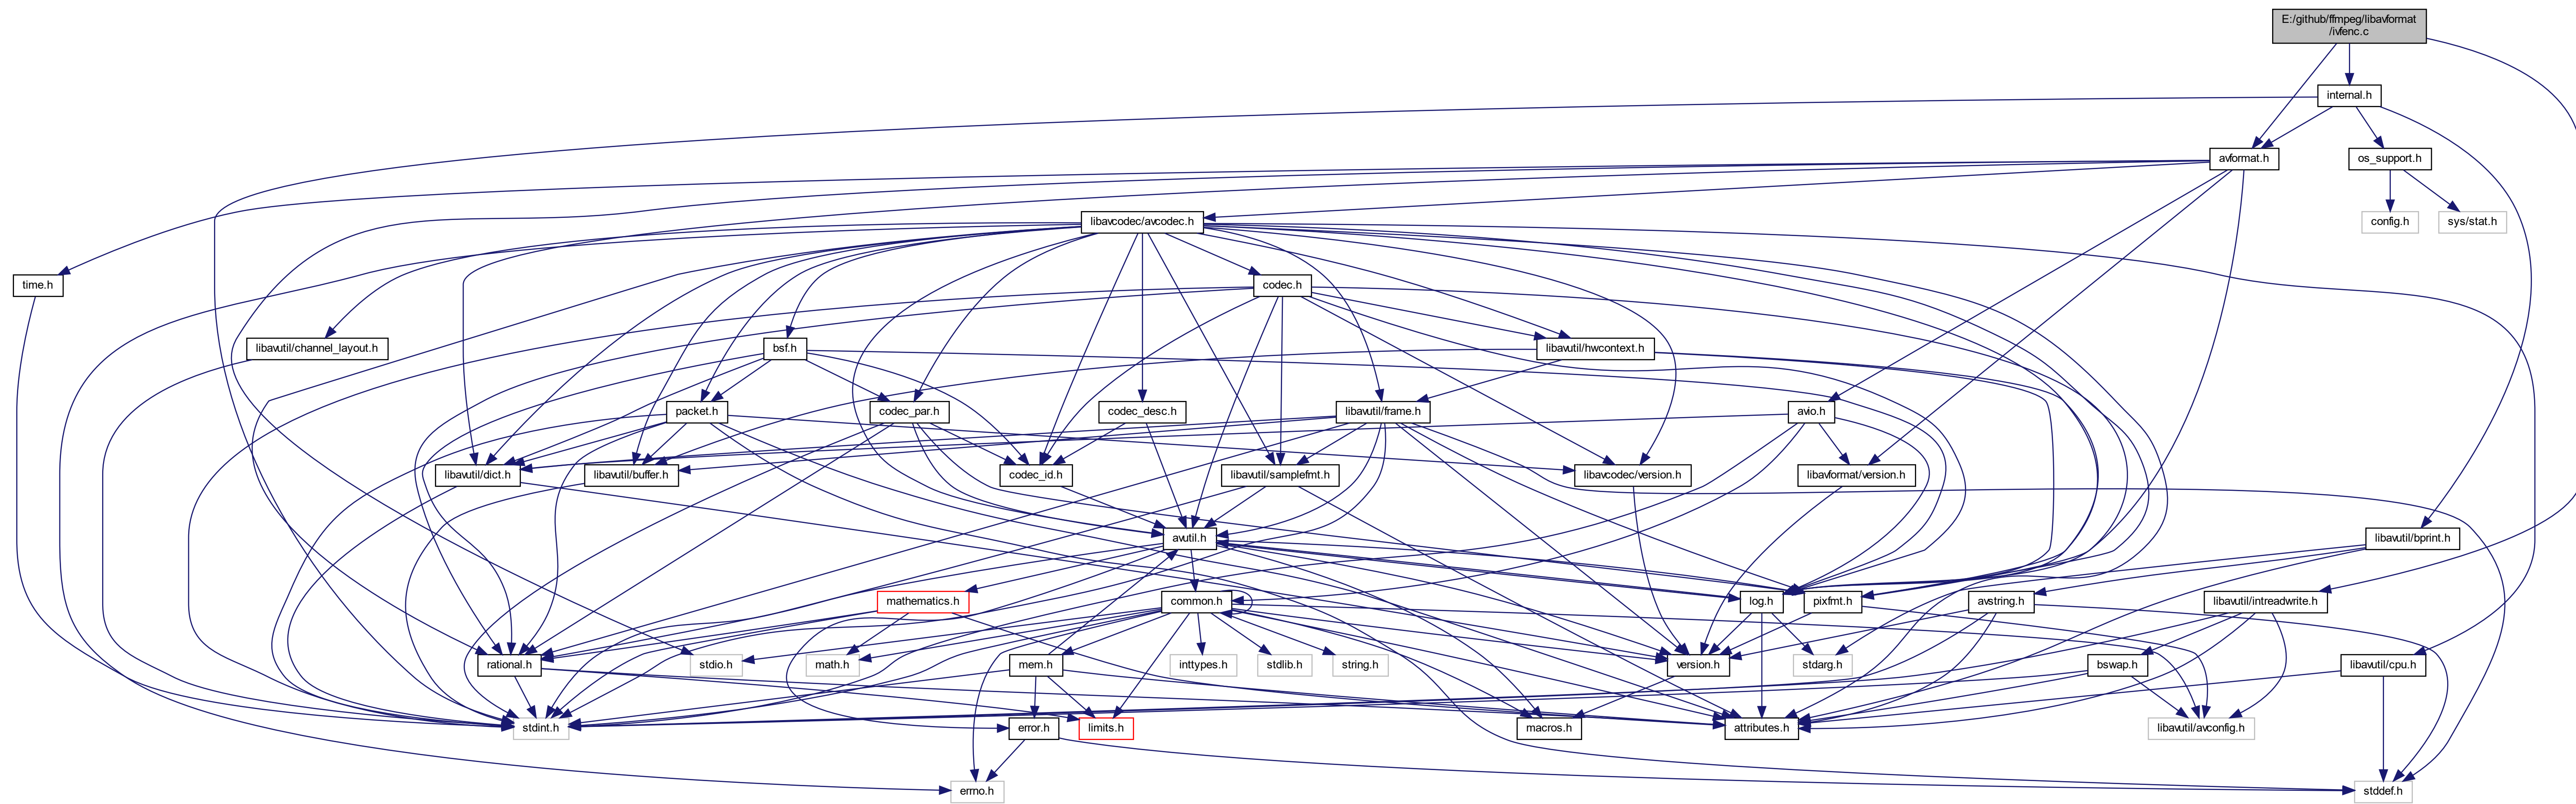 E:/github/ffmpeg/libavformat
/ivfenc.c
internal.h
avformat.h
os_support.h
libavcodec/avcodec.h
config.h
sys/stat.h
time.h
codec.h
libavutil/channel_layout.h
bsf.h
libavutil/hwcontext.h
packet.h
codec_par.h
codec_desc.h
libavutil/frame.h
avio.h
libavutil/dict.h
libavutil/buffer.h
codec_id.h
libavutil/samplefmt.h
libavcodec/version.h
libavformat/version.h
avutil.h
libavutil/bprint.h
mathematics.h
common.h
log.h
pixfmt.h
avstring.h
libavutil/intreadwrite.h
rational.h
stdio.h
math.h
mem.h
inttypes.h
stdlib.h
string.h
version.h
stdarg.h
bswap.h
libavutil/cpu.h
stdint.h
error.h
limits.h
macros.h
attributes.h
libavutil/avconfig.h
errno.h
stddef.h